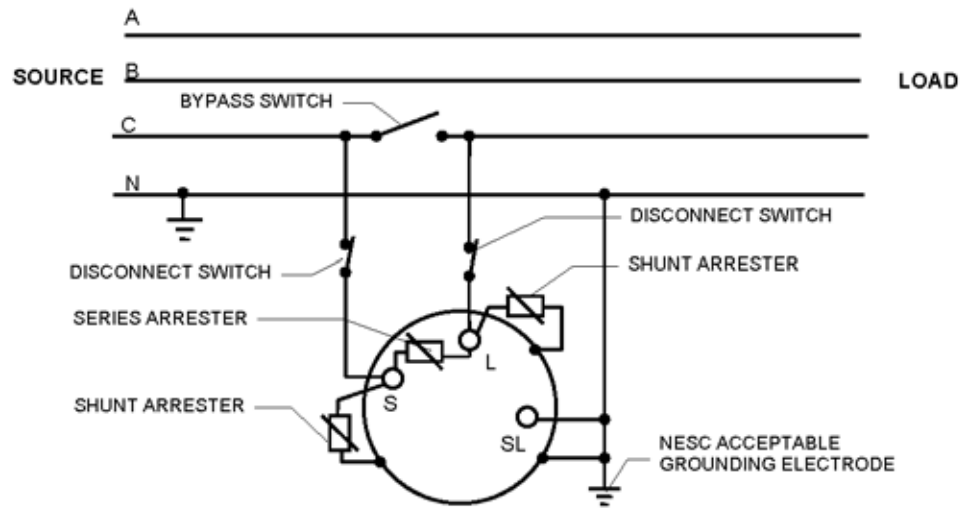 A
SOURCE
B
LOAD
BYPASS SWITCH
C
N
DISCONNECT SWITCH
DISCONNECT SWITCH
SHUNT ARRESTER
SERIES ARRESTER
L
S
SHUNT ARRESTER
SL
NESC ACCEPTABLE
GROUNDING ELECTRODE